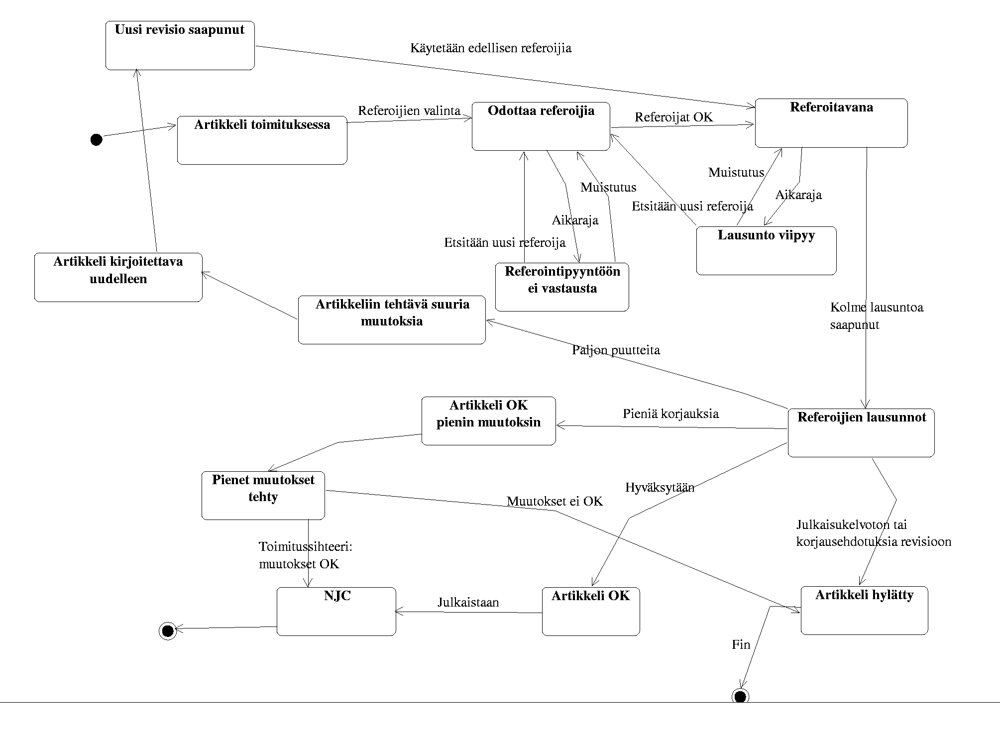 Uusi revisio saapunut
Käytetään edellisen referoijia
Referoijien valinta
Odottaa referoijia
Referoijat OK
Referoitavana
Artikkeli toimituksessa
Muistutus
Muistutus
Aikaraja
Etsitään uusi referoija
Aikaraja
Lausunto viipyy
Etsitään uusi referoija
Artikkeli kirjoitettava
uudelleen
Referointipyyntöön
ei vastausta
Artikkeliin tehtävä suuria
muutoksia
Kolme lausuntoa
saapunut
Paljon puutteita
Artikkeli OK
pienin muutoksin
Pieniä korjauksia
Referoijien lausunnot
Pienet muutokset
tehty
Hyväksytään
Muutokset ei OK
Julkaisukelvoton tai
korjausehdotuksia revisioon
Toimitussihteeri:
muutokset OK
NJC
Julkaistaan
Artikkeli OK
Artikkeli hylätty
Fin